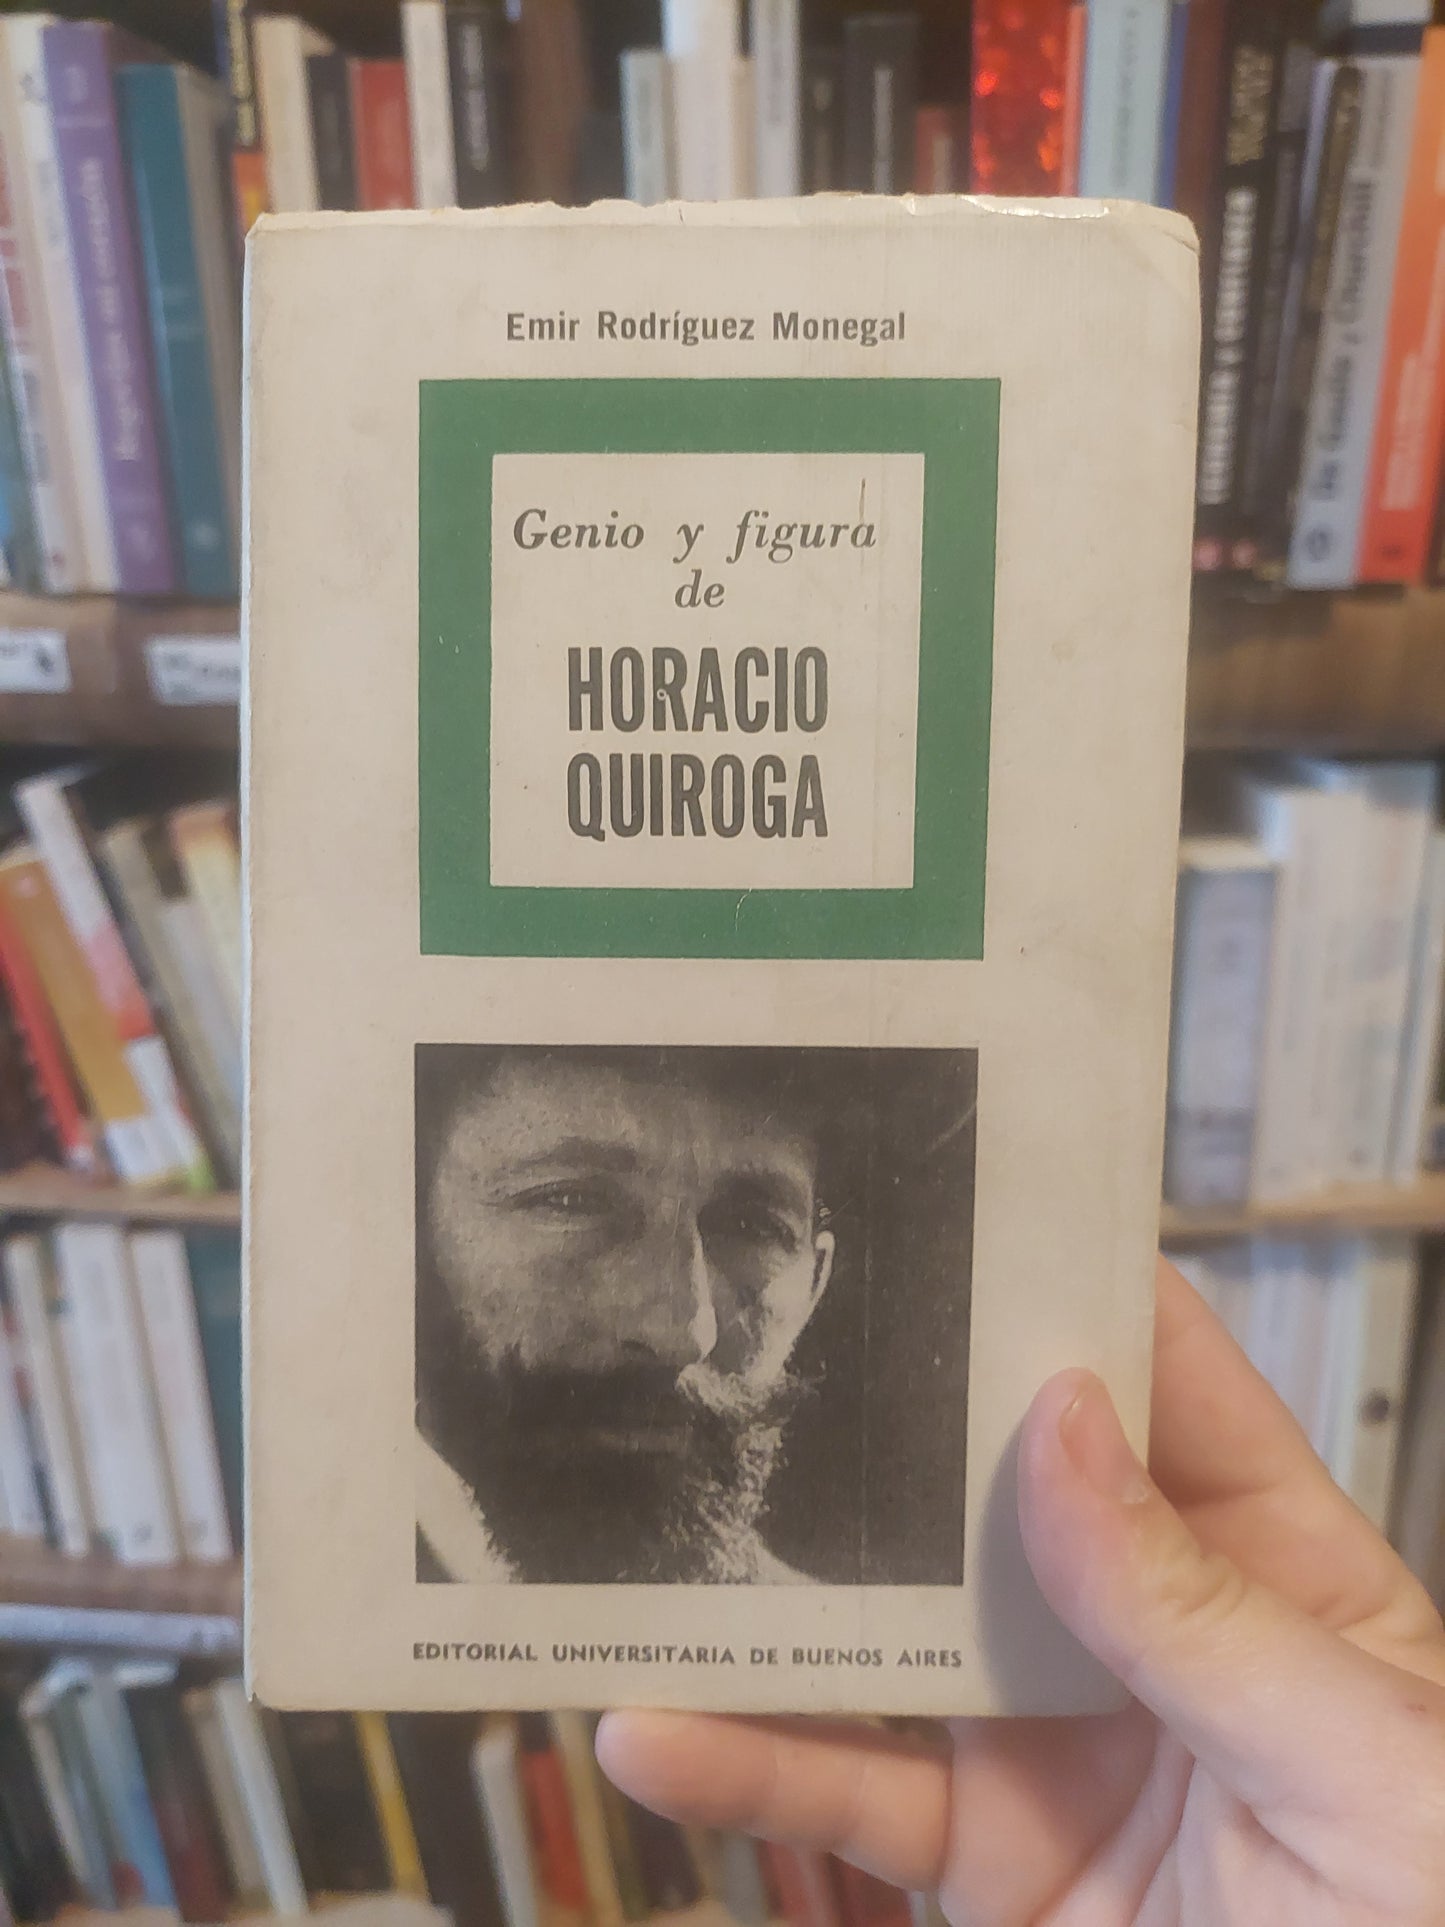 Emir Rodríguez Monegal
Genio y figura
de
HORACIO
QUIROGA
EDITORIAL UNIVERSITARIA DE BUENOS AIRES